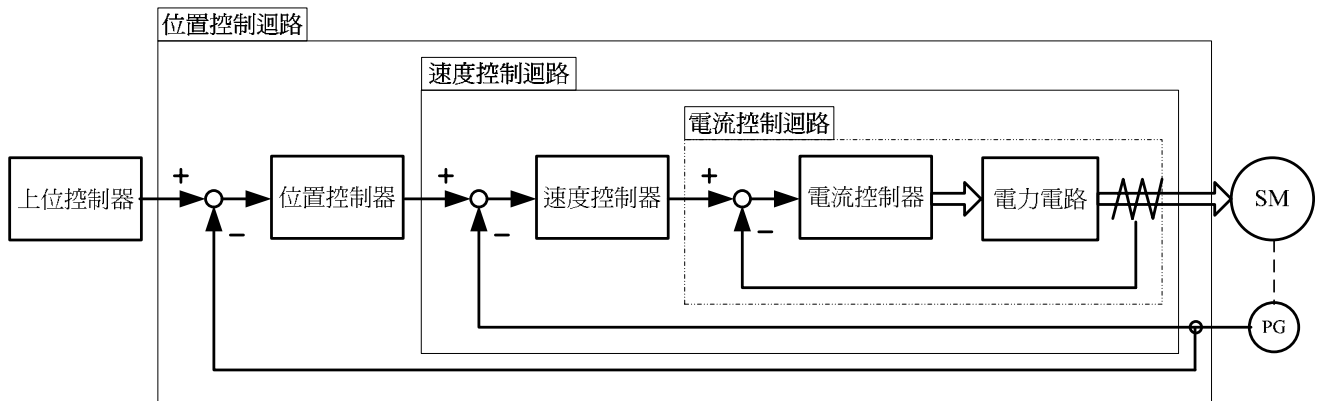 位置控制迴路
速度控制迴路
電流控制迴路
上位控制器
+
−
位置控制器
+
−
速度控制器
+
−
電流控制器
電力電路
SM
PG